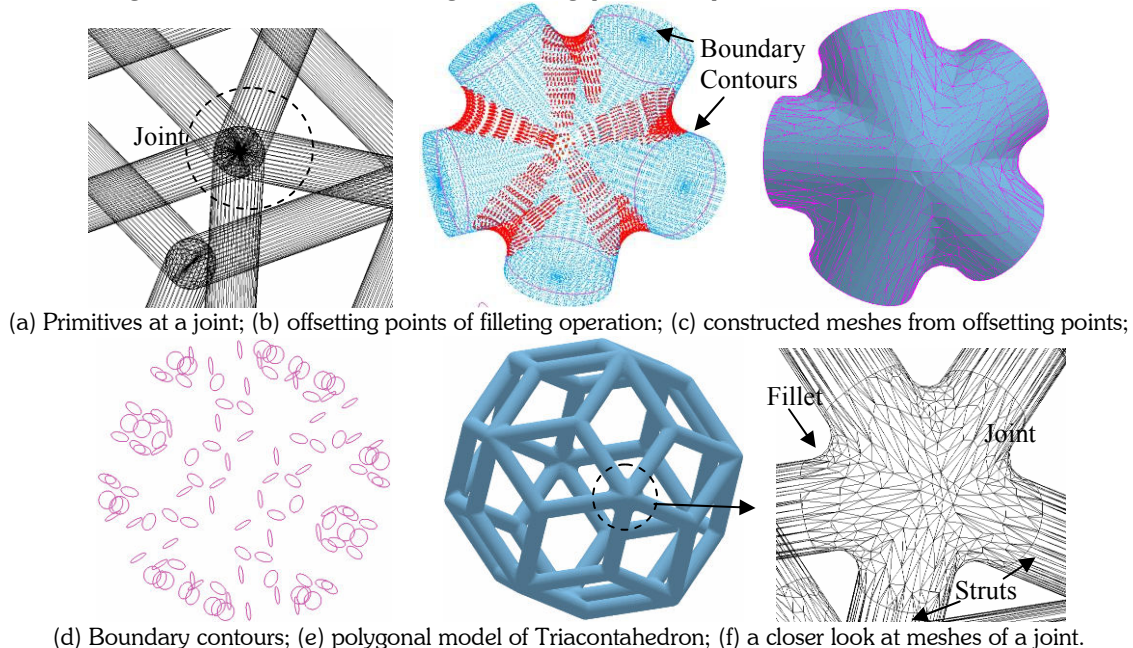 Joint
Boundary
Contours
(a) Primitives at a joint; (b) offsetting points of filleting operation; (c) constructed meshes from offsetting points;
Fillet
Joint
Struts
(d) Boundary contours; (e) polygonal model of Triacontahedron; (f) a closer look at meshes of a joint.